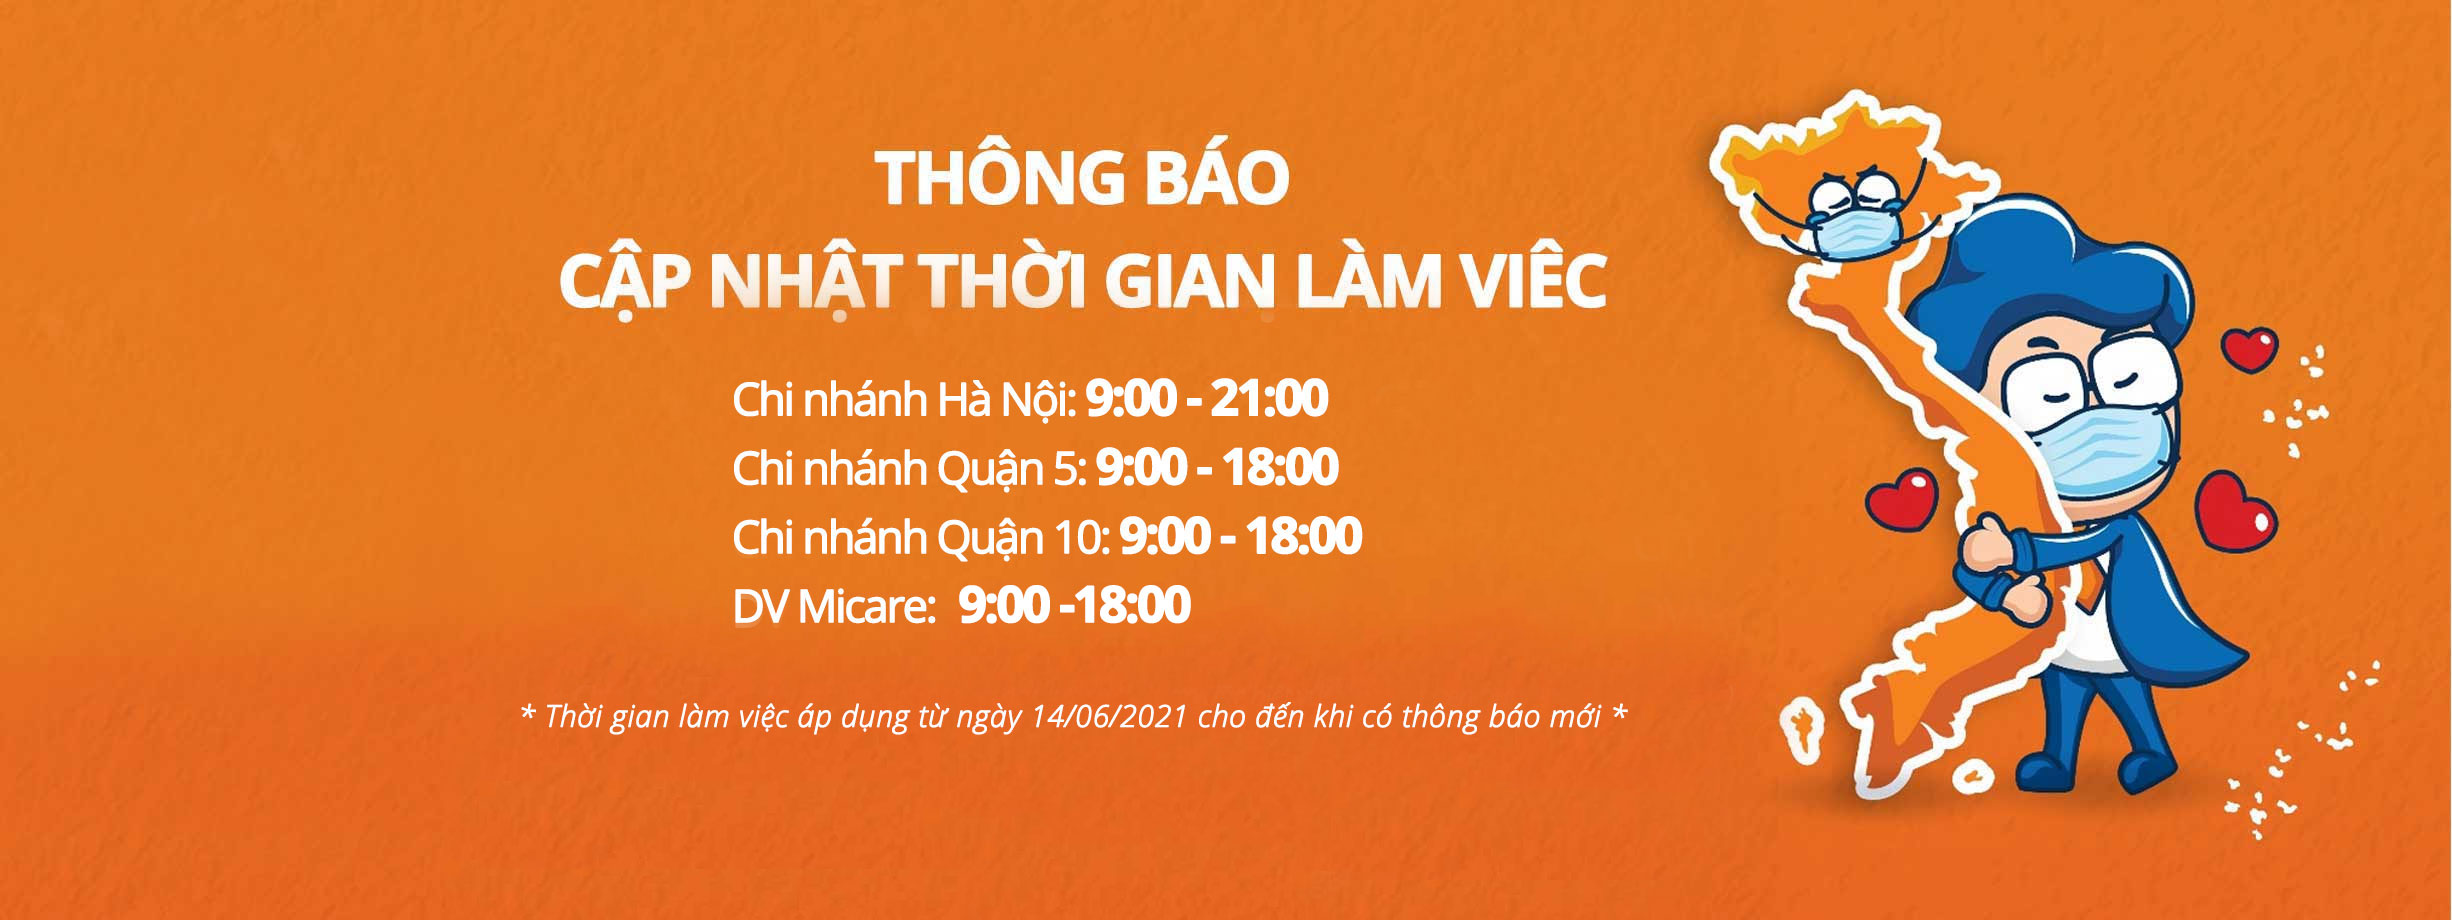 THÔNG BÁO
CẬP NHẬT THỜI GIAN LÀM VIÊC
Chi nhánh Hà Nội: 9:00 - 21:00
Chi nhánh Quận 5: 9:00 - 18:00
Chi nhánh Quận 10: 9:00 - 18:00
DV Micare: 9:00 -18:00
* Thời gian làm việc áp dụng từ ngày 14/06/2021 cho đến khi có thông báo mới *